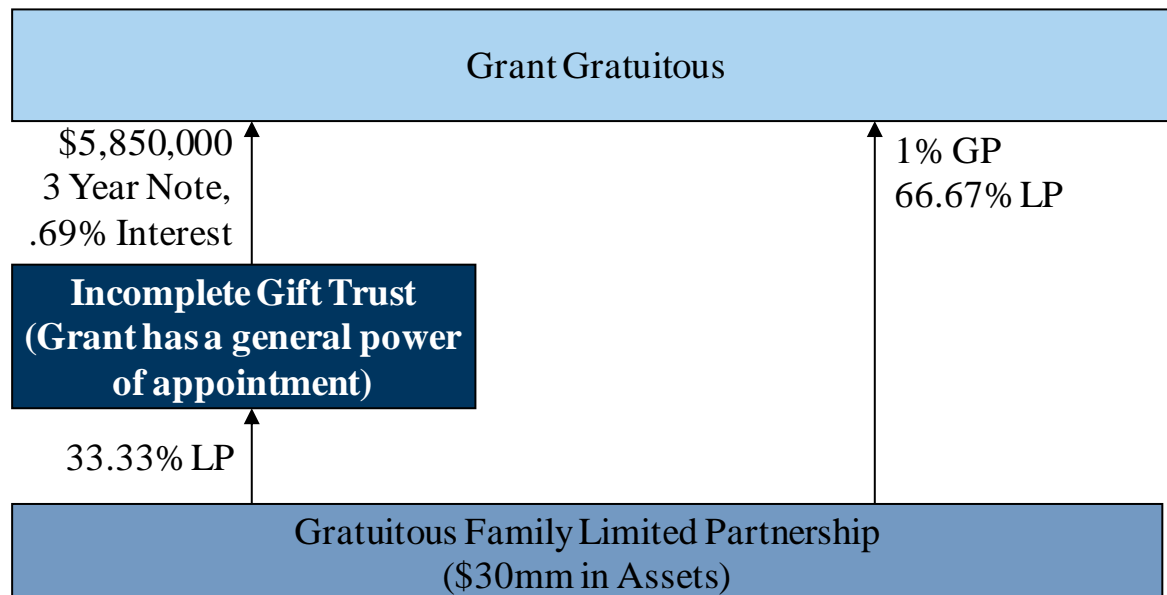 Grant Gratuitous
$5,850,000
3 Year Note,
.69% Interest
1% GP
66.67% LP
Incomplete Gift Trust
(Grant has a general power
of appointment)
33.33% LP
Gratuitous Family Limited Partnership
($30mm in Assets)